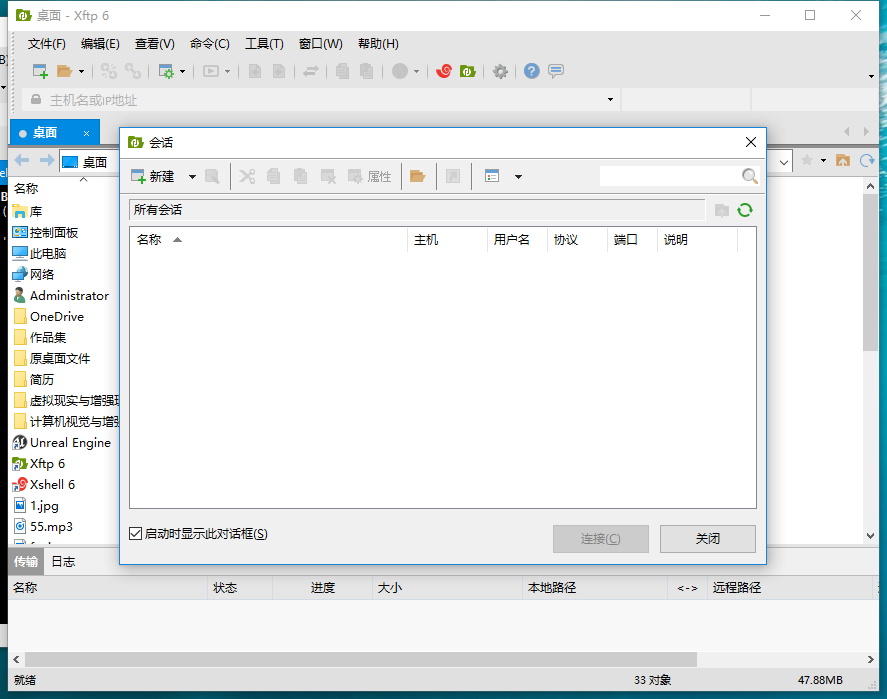 桌面 - Xftp 6
文件(F) 编辑(E) 查看(V) 命令(C) 工具(T) 窗口(W) 帮助(H)
主机名或IP地址
桌面
桌面
会话
新建 属性
所有会话
名称 主机 用户名 协议 端口 说明
启动时显示此对话框(S)
连接(C) 关闭
名称
库
控制面板
此电脑
网络
Administrator
OneDrive
作品集
原桌面文件
简历
虚拟现实与增强现
计算机视觉与增强
Unreal Engine
Xftp 6
Xshell 6
1.jpg
55.mp3
传输 日志
名称 状态 进度 大小 本地路径 <-> 远程路径
就绪 33 对象 47.88MB